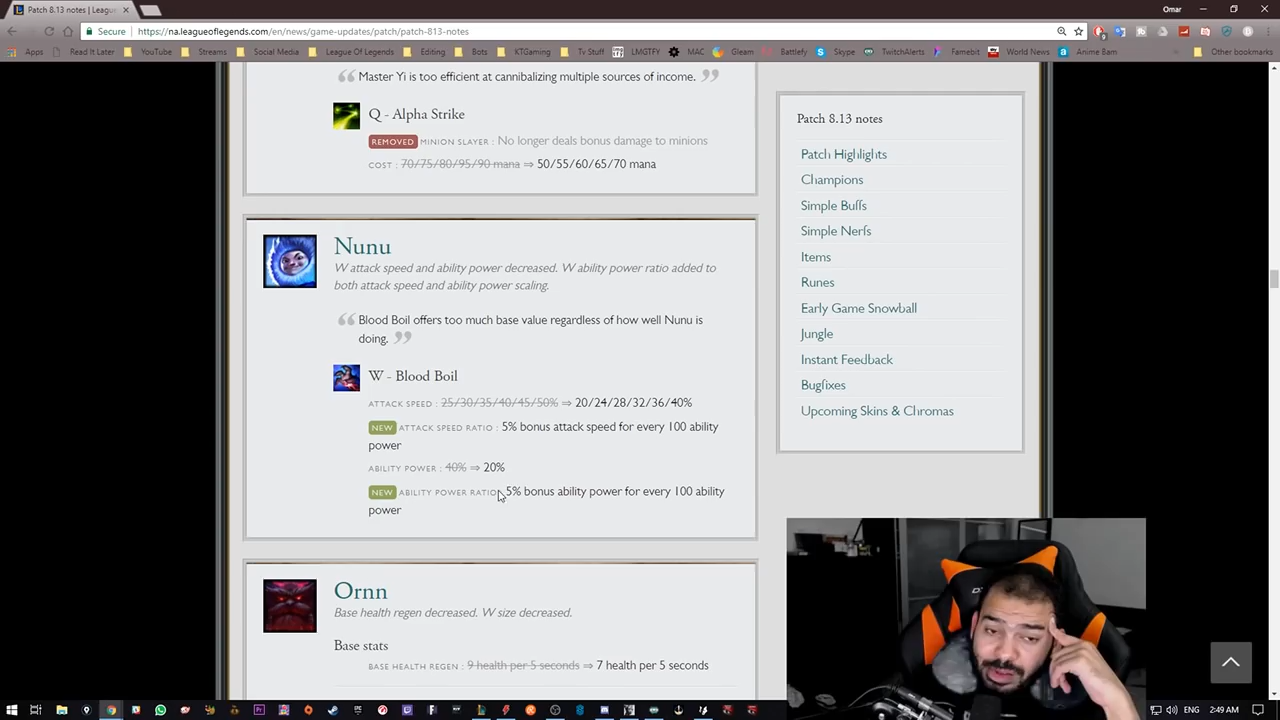 Patch 8.13 notes | Leagu
Omar
Secure
https://na.leagueoflegends.com/en/news/game-updates/patch/patch-813-notes
Apps
Read It Later
YouTube
Streams
Social Media
League Of Legends
Editing
Bots
KTGaming
Tv Stuff
LMGTFY
MAC
Gleam
Battlefy
Skype
TwitchAlerts
Famebit
World News
Anime Bam
Other bookmarks
Master Yi is too efficient at cannibalizing multiple sources of income.
Q - Alpha Strike
REMOVED MINION SLAYER : No longer deals bonus damage to minions
COST : 70/75/80/95/90 mana ⇒ 50/55/60/65/70 mana
Nunu
W attack speed and ability power decreased. W ability power ratio added to
both attack speed and ability power scaling.
Blood Boil offers too much base value regardless of how well Nunu is
doing.
W - Blood Boil
ATTACK SPEED : 25/30/35/40/45/50% ⇒ 20/24/28/32/36/40%
NEW ATTACK SPEED RATIO : 5% bonus attack speed for every 100 ability
power
ABILITY POWER : 40% ⇒ 20%
NEW ABILITY POWER RATIO : 5% bonus ability power for every 100 ability
power
Ornn
Base health regen decreased. W size decreased.
Base stats
BASE HEALTH REGEN : 9 health per 5 seconds ⇒ 7 health per 5 seconds
Patch 8.13 notes
Patch Highlights
Champions
Simple Buffs
Simple Nerfs
Items
Runes
Early Game Snowball
Jungle
Instant Feedback
Bugfixes
Upcoming Skins & Chromas
ENG
2:49 AM